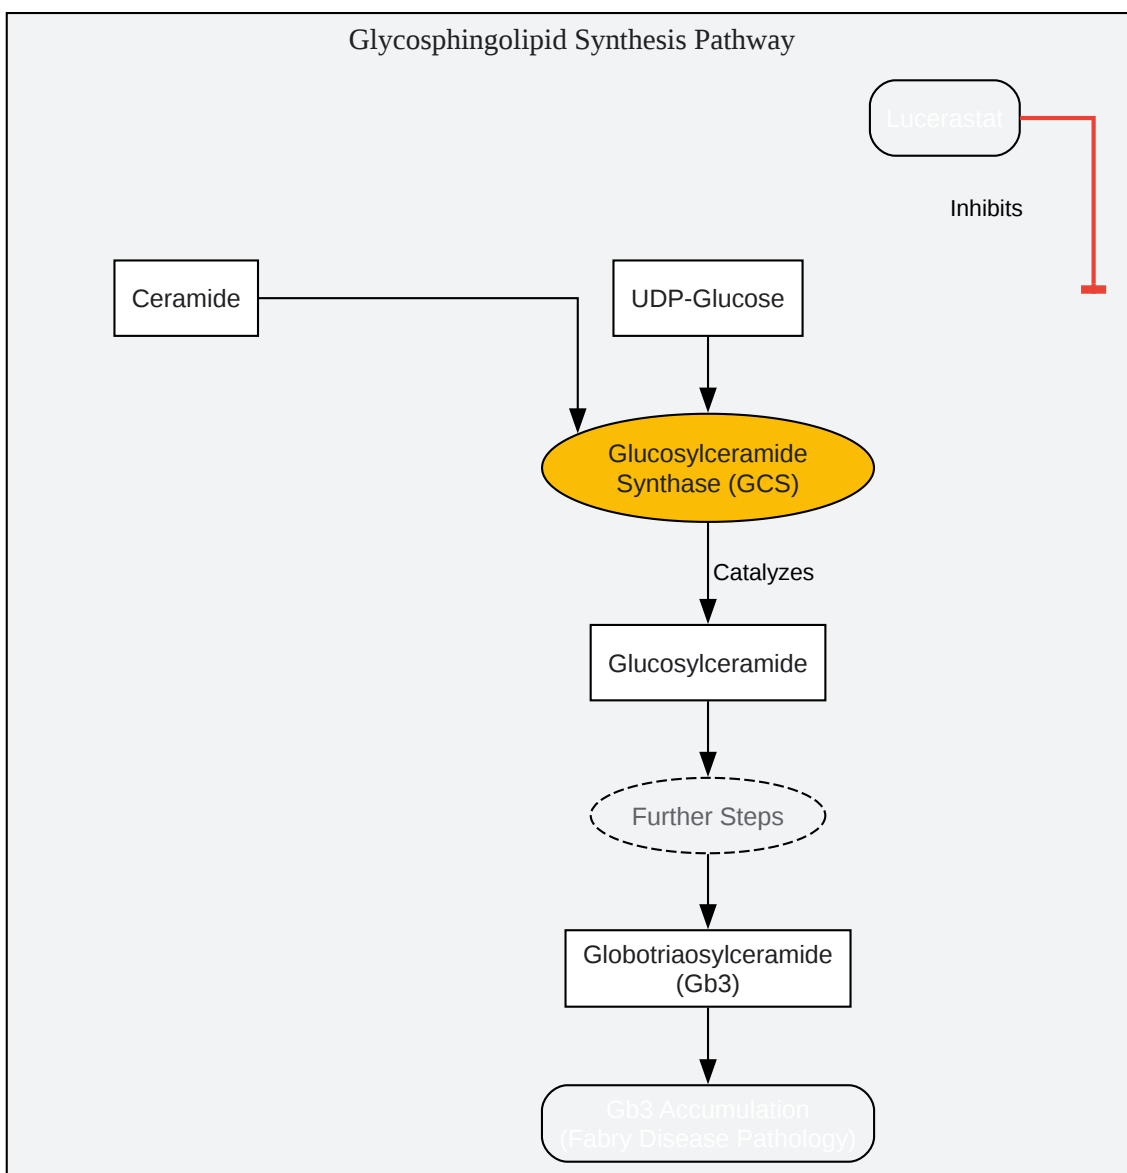 Glycosphingolipid Synthesis Pathway
Lucerastat
Inhibits
Ceramide
UDP-Glucose
Glucosylceramide
Synthase (GCS)
Catalyzes
Glucosylceramide
Further Steps
Globotriaosylceramide
(Gb3)
Gb3 Accumulation
(Fabry Disease Pathology)